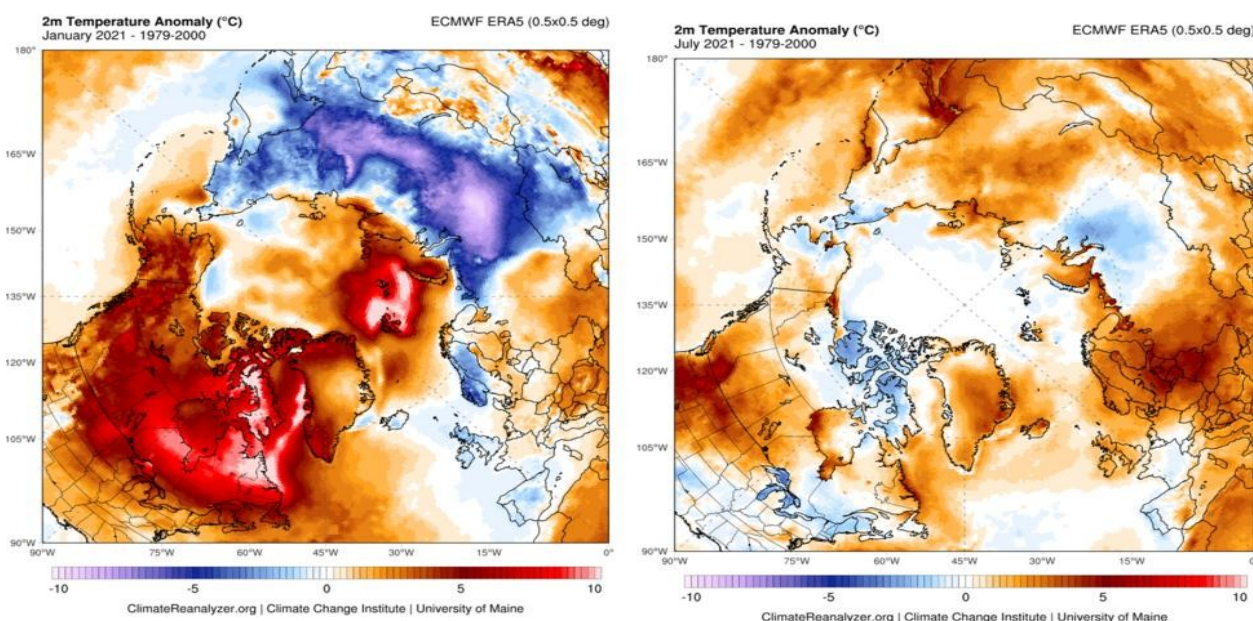 2m Temperature Anomaly (°C)
ECMWF ERA5 (0.5x0.5 deg)
January 2021 - 1979-2000
180°
165°W
150°W
135°W
120°W
105°W
90°W
90°W 75°W 60°W 45°W 30°W 15°W 0°
-10 -5 0 5 10
ClimateReanalyzer.org | Climate Change Institute | University of Maine
2m Temperature Anomaly (°C)
ECMWF ERA5 (0.5x0.5 deg)
July 2021 - 1979-2000
180°
165°W
150°W
135°W
120°W
105°W
90°W
90°W 75°W 60°W 45°W 30°W 15°W 0
-10 -5 0 5 10
ClimateReanalyzer.org | Climate Change Institute | University of Maine